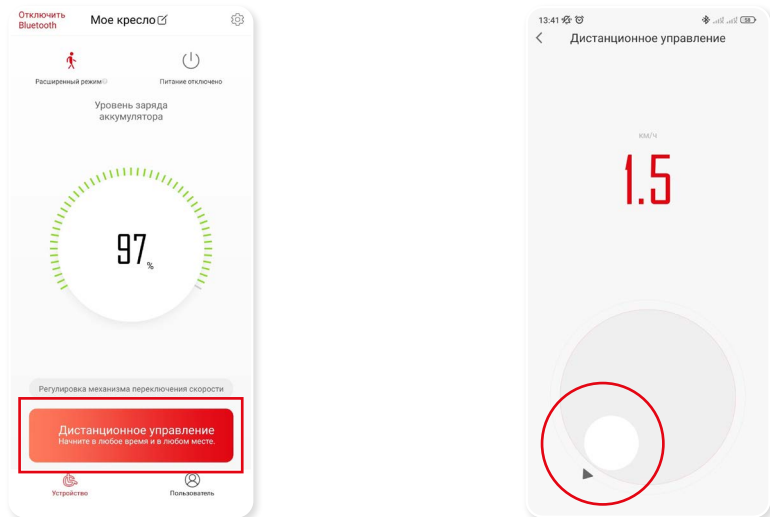 Отключить
Bluetooth
Мое кресло
Расширенный режим
Питание отключено
Уровень заряда
аккумулятора
97
%
Регулировка механизма переключения скорости
Дистанционное управление
Начните в любое время и в любом месте.
Устройство
Пользователь
13:41
58
Дистанционное управление
км/ч
1.5